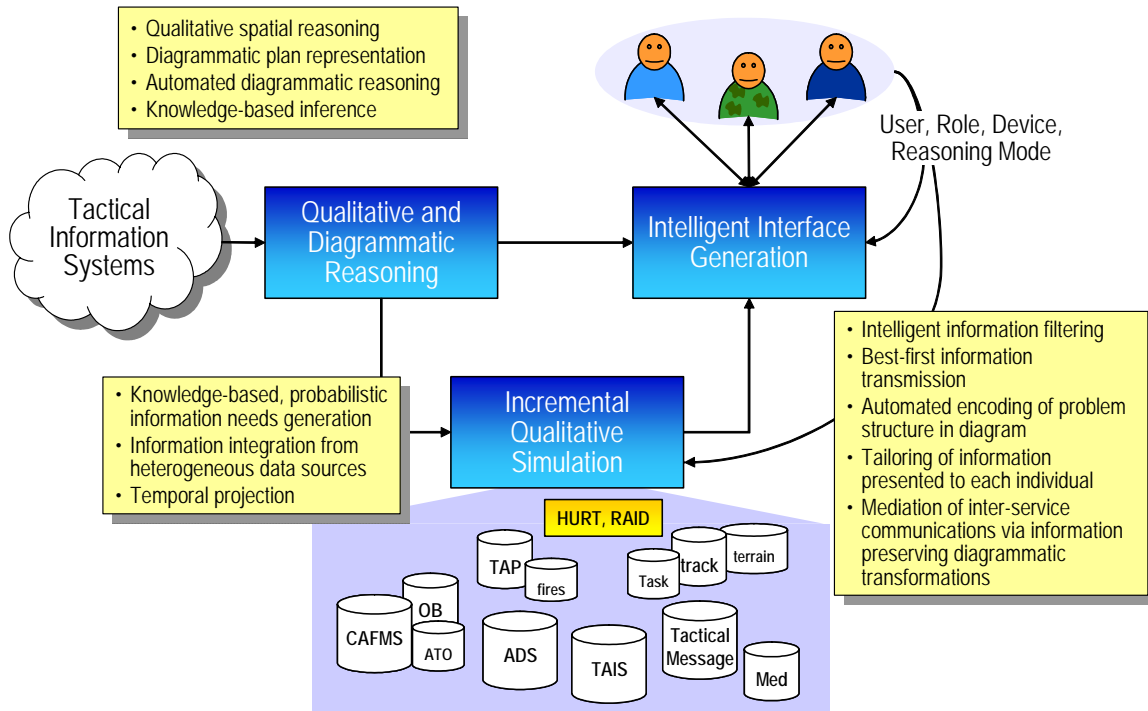 • Qualitative spatial reasoning
• Diagrammatic plan representation
• Automated diagrammatic reasoning
• Knowledge-based inference
User, Role, Device,
Reasoning Mode
Tactical
Information
Systems
Qualitative and
Diagrammatic
Reasoning
Intelligent Interface
Generation
• Knowledge-based, probabilistic
information needs generation
• Information integration from
heterogeneous data sources
• Temporal projection
Incremental
Qualitative
Simulation
• Intelligent information filtering
• Best-first information
transmission
• Automated encoding of problem
structure in diagram
• Tailoring of information
presented to each individual
• Mediation of inter-service
communications via information
preserving diagrammatic
transformations
HURT, RAID
TAP
fires
Task
track
terrain
OB
CAFMS
ATO
ADS
TAIS
Tactical
Message
Med